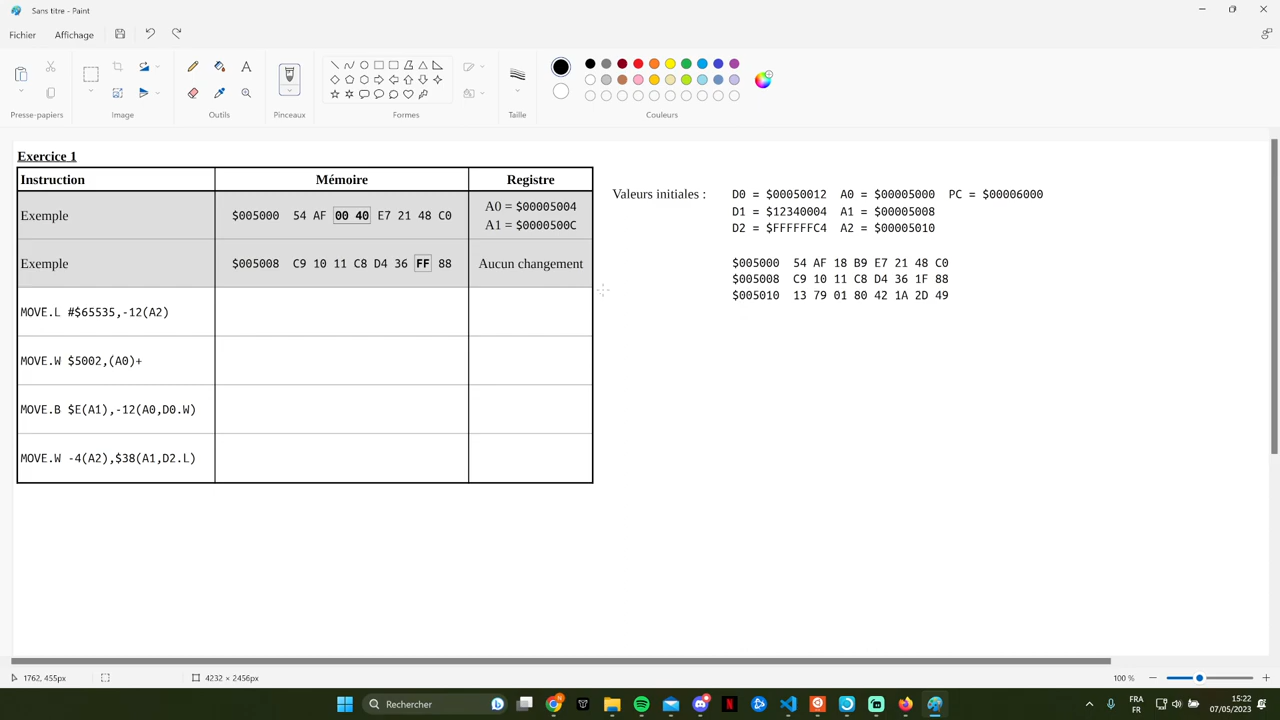 Sans titre - Paint
Fichier Affichage
Presse-papiers Image Outils Pinceaux Formes Taille Couleurs
Exercice 1
Instruction Mémoire Registre
Exemple $005000 54 AF 00 40 E7 21 48 C0 A0 = $00005004
A1 = $0000500C
Exemple $005008 C9 10 11 C8 D4 36 FF 88 Aucun changement
MOVE.L #$65535,-12(A2)
MOVE.W $5002,(A0)+
MOVE.B $E(A1),-12(A0,D0.W)
MOVE.W -4(A2),$38(A1,D2.L)
Valeurs initiales : D0 = $00050012 A0 = $00005000 PC = $00006000
D1 = $12340004 A1 = $00005008
D2 = $FFFFFFC4 A2 = $00005010
$005000 54 AF 18 B9 E7 21 48 C0
$005008 C9 10 11 C8 D4 36 1F 88
$005010 13 79 01 80 42 1A 2D 49
1762, 455px 4232 × 2456px 100 %
Rechercher
FRA
FR
15:22
07/05/2023